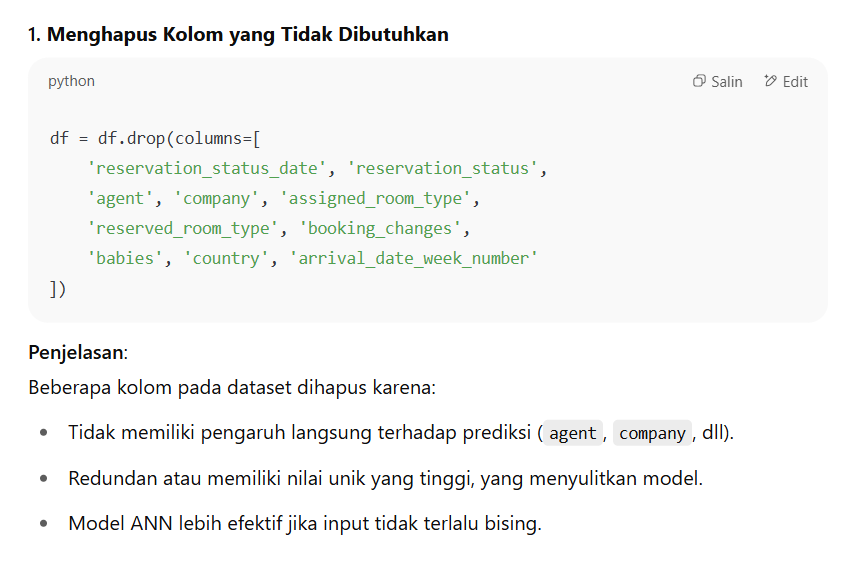 1. Menghapus Kolom yang Tidak Dibutuhkan
python
Salin
Edit
df = df.drop(columns=[
'reservation_status_date', 'reservation_status',
'agent', 'company', 'assigned_room_type',
'reserved_room_type', 'booking_changes',
'babies', 'country', 'arrival_date_week_number'
])
Penjelasan:
Beberapa kolom pada dataset dihapus karena:
• Tidak memiliki pengaruh langsung terhadap prediksi (agent, company, dll).
• Redundan atau memiliki nilai unik yang tinggi, yang menyulitkan model.
• Model ANN lebih efektif jika input tidak terlalu bising.